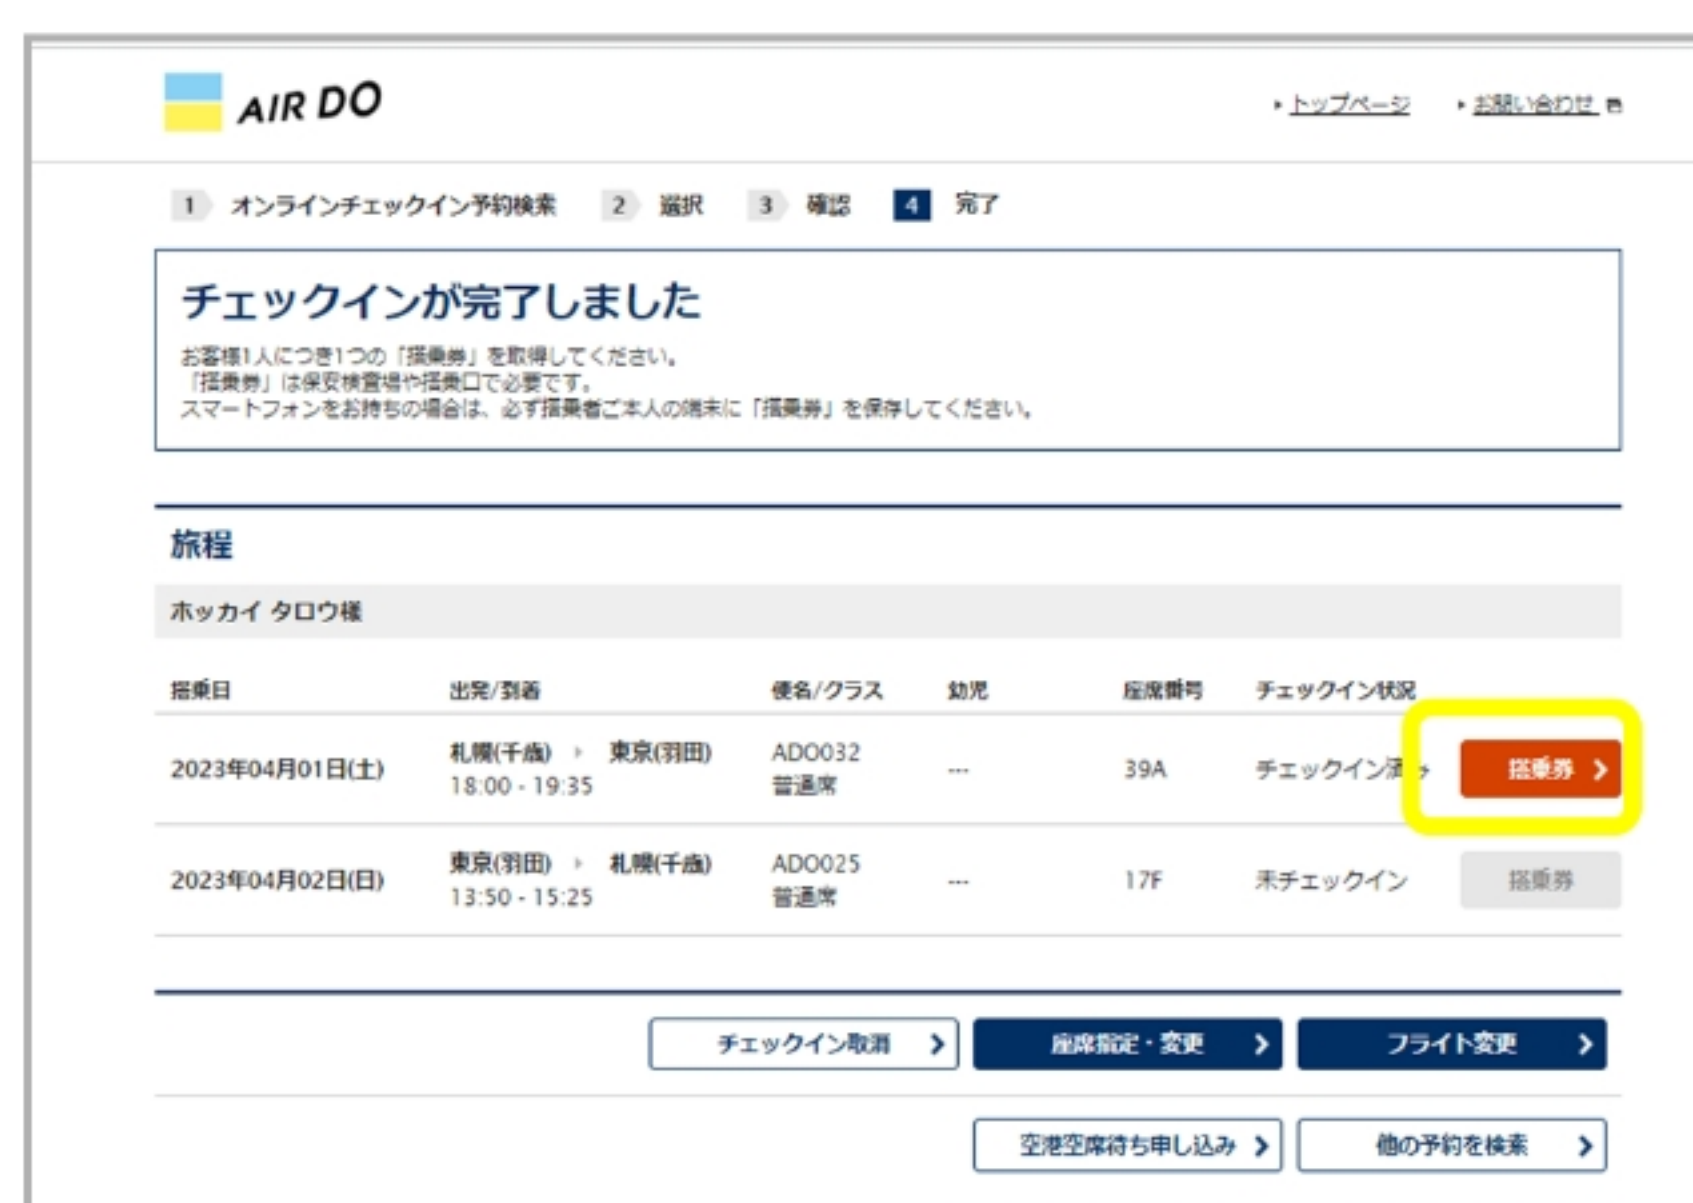 AIR DO
トップページ
お問い合わせ
1 オンラインチェックイン予約検索 2 選択 3 確認 4 完了
チェックインが完了しました
お客様1人につき1つの「搭乗券」を取得してください。
「搭乗券」は保安検査場や搭乗口で必要です。
スマートフォンをお持ちの場合は、必ず搭乗者ご本人の端末に「搭乗券」を保存してください。
旅程
ホッカイ タロウ様
搭乗日 出発/到着 便名/クラス 幼児 座席番号 チェックイン状況
2023年04月01日(土) 札幌(千歳) 東京(羽田) ADO032 --- 39A チェックイン済み 搭乗券
18:00 - 19:35 普通席
2023年04月02日(日) 東京(羽田) 札幌(千歳) ADO025 --- 17F 未チェックイン 搭乗券
13:50 - 15:25 普通席
チェックイン取消 座席指定・変更 フライト変更
空港空席待ち申し込み 他の予約を検索